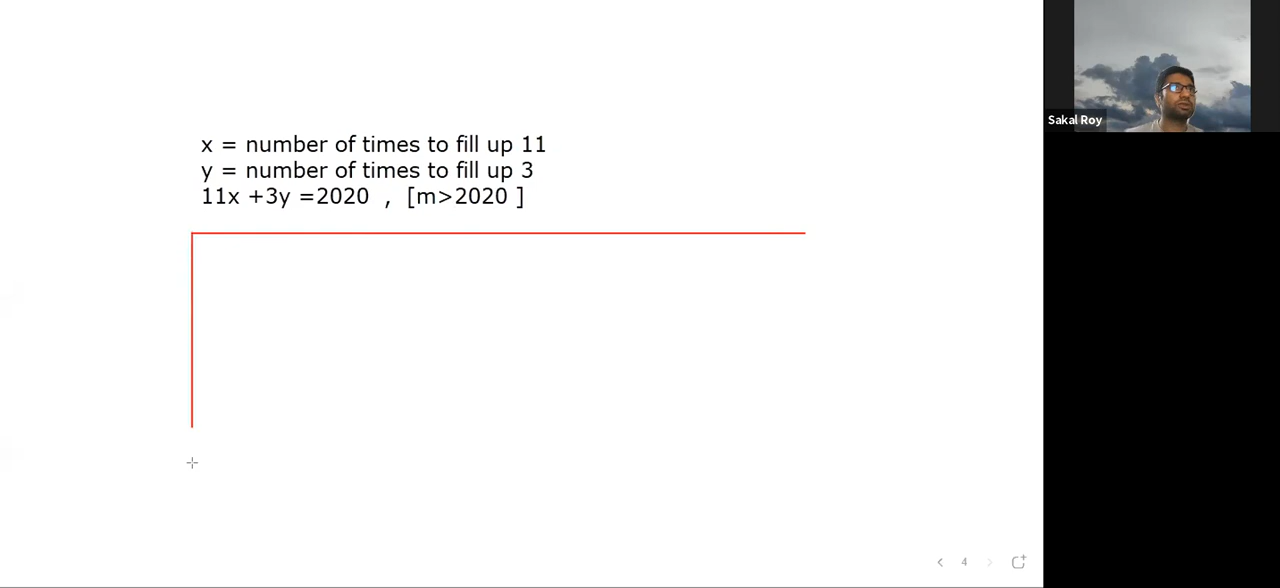 x = number of times to fill up 11
y = number of times to fill up 3
11x +3y =2020 , [m>2020 ]
Sakal Roy
4